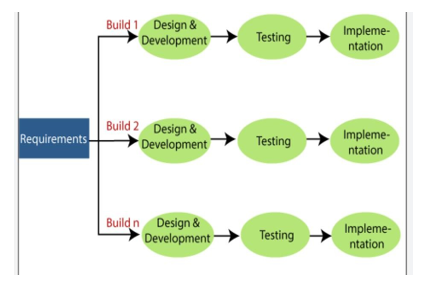 Build 1
Design &
Development
Testing
Impleme-
ntation
Requirements
Build 2
Design &
Development
Testing
Impleme-
ntation
Build n
Design &
Development
Testing
Impleme-
ntation